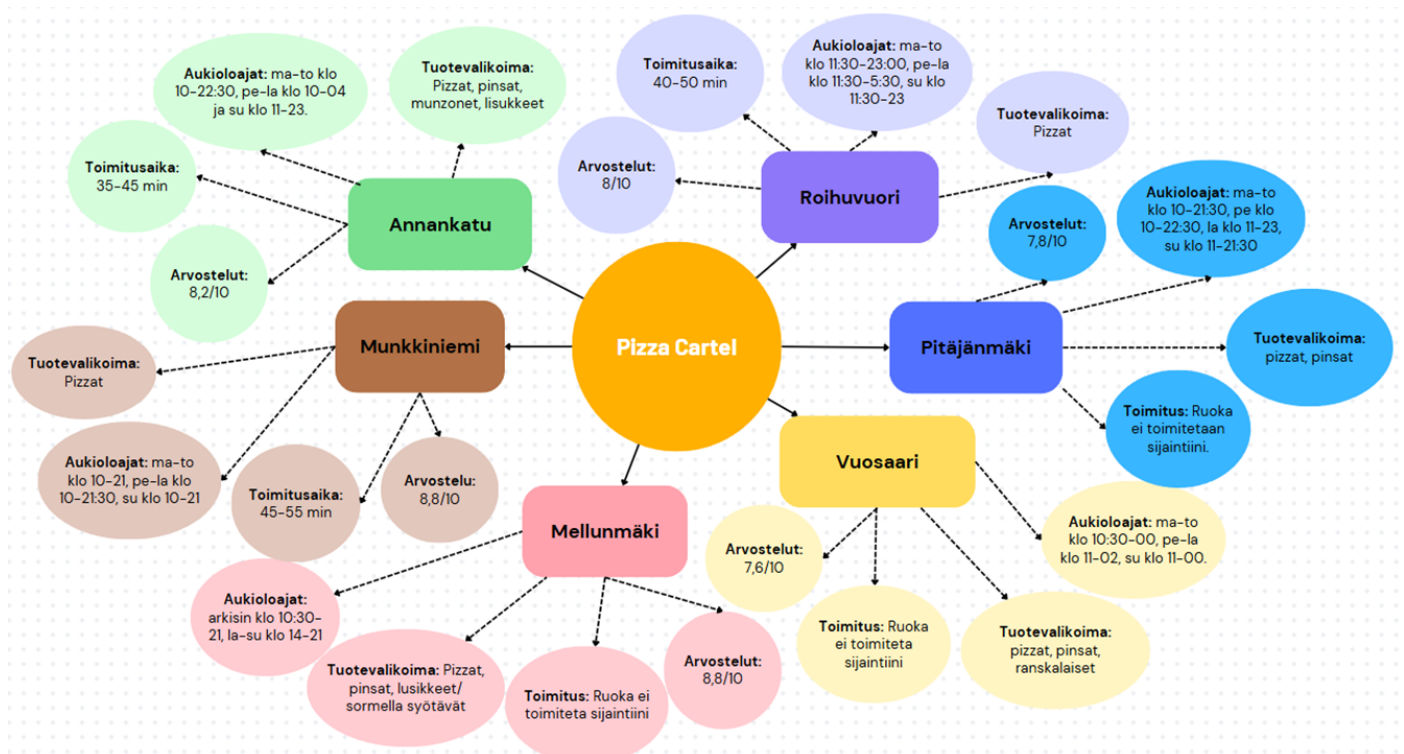 Pizza Cartel
Annankatu
Aukioloajat: ma-to klo
10-22:30, pe-la klo 10-04
ja su klo 11-23.
Tuotevalikoima:
Pizzat, pinsat,
munzonet, lisukkeet
Toimitusaika:
35-45 min
Arvostelut:
8,2/10
Roihuvuori
Toimitusaika:
40-50 min
Aukioloajat: ma-to
klo 11:30-23:00, pe-la
klo 11:30-5:30, su klo
11:30-23
Tuotevalikoima:
Pizzat
Arvostelut:
8/10
Pitäjänmäki
Arvostelut:
7,8/10
Aukioloajat: ma-to
klo 10-21:30, pe klo
10-22:30, la klo 11-23,
su klo 11-21:30
Tuotevalikoima:
pizzat, pinsat
Toimitus: Ruoka
ei toimitetaan
sijaintiini.
Munkkiniemi
Tuotevalikoima:
Pizzat
Aukioloajat: ma-to
klo 10-21, pe-la klo
10-21:30, su klo 10-21
Toimitusaika:
45-55 min
Arvostelu:
8,8/10
Vuosaari
Arvostelut:
7,6/10
Toimitus: Ruoka
ei toimiteta
sijaintiini
Tuotevalikoima:
pizzat, pinsat,
ranskalaiset
Aukioloajat: ma-to
klo 10:30-00, pe-la
klo 11-02, su klo 11-00.
Mellunmäki
Aukioloajat:
arkisin klo 10:30-
21, la-su klo 14-21
Tuotevalikoima: Pizzat,
pinsat, lusikkeet/
sormella syötävät
Toimitus: Ruoka ei
toimiteta sijaintiini
Arvostelut:
8,8/10